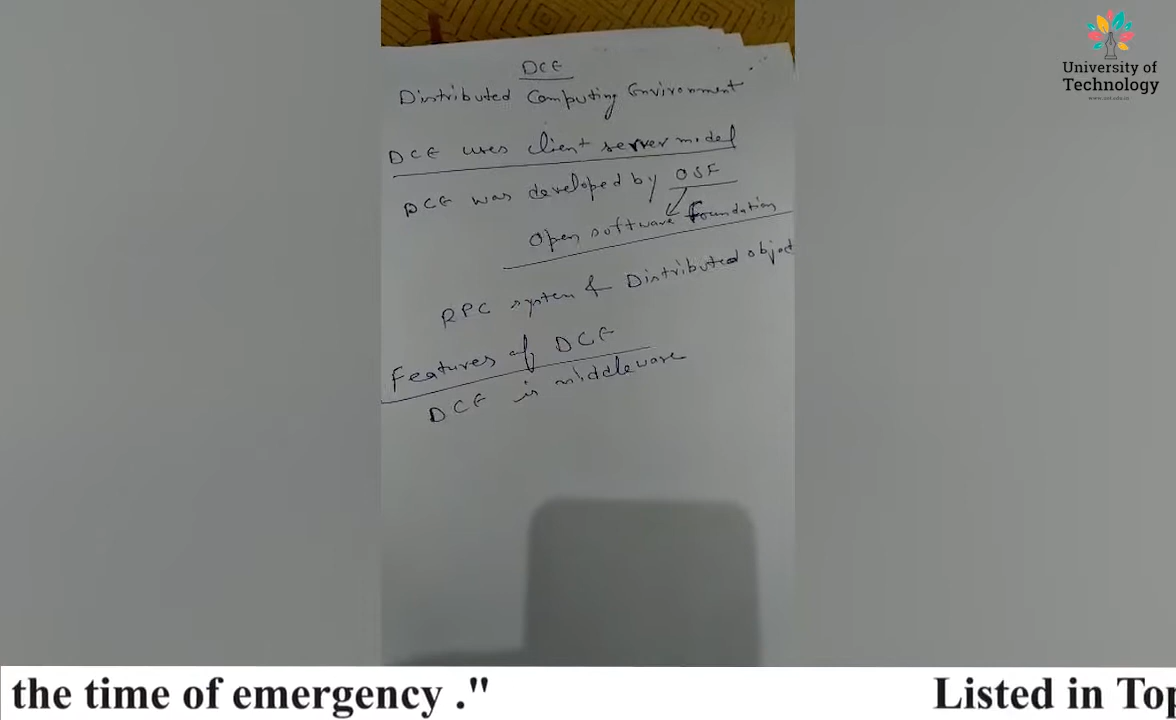 DCE
Distributed Computing Environment
DCE uses client server model
DCE was developed by OSF
Open software Foundation
RPC system & Distributed object
Features of DCE
DCE is middleware
University of
Technology
the time of emergency ." Listed in Top